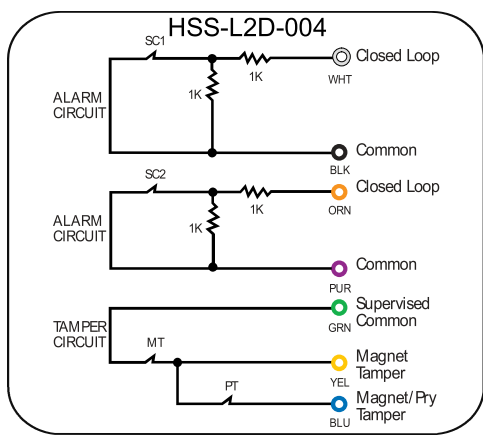 HSS-L2D-004
SC1
Closed Loop
1K
WHT
1K
ALARM
CIRCUIT
Common
BLK
SC2
Closed Loop
1K
ORN
1K
ALARM
CIRCUIT
Common
PUR
Supervised
Common
GRN
TAMPER
CIRCUIT
MT
Magnet
Tamper
YEL
PT
Magnet/Pry
Tamper
BLU